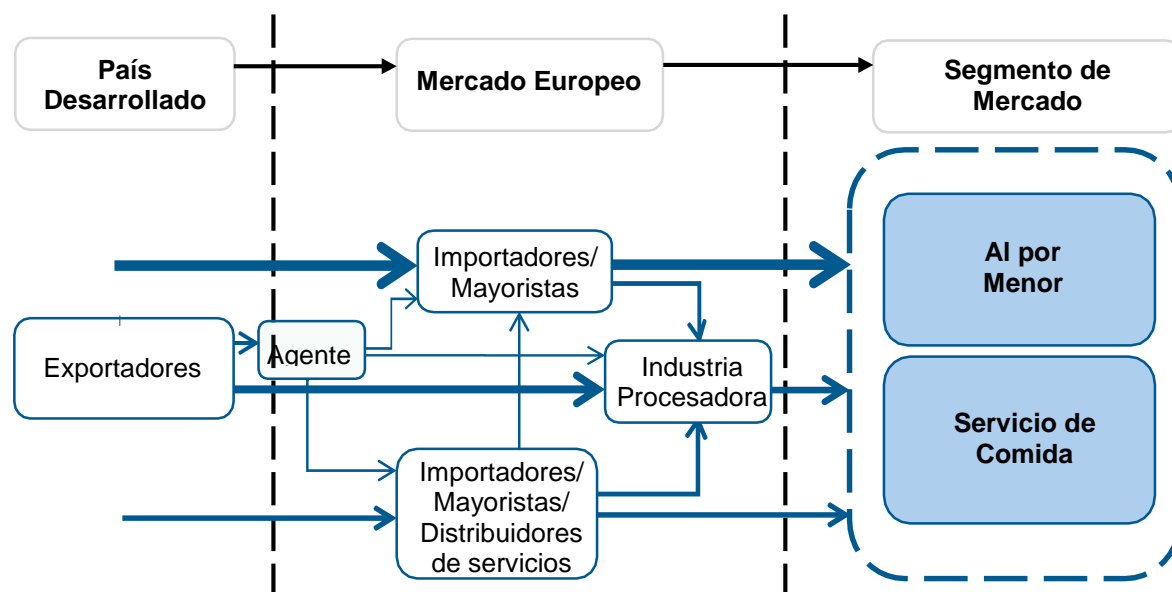 País
Desarrollado
Mercado Europeo
Segmento de
Mercado
Importadores/
Mayoristas
Al por
Menor
Exportadores
Agente
Industria
Procesadora
Servicio de
Comida
Importadores/
Mayoristas/
Distribuidores
de servicios